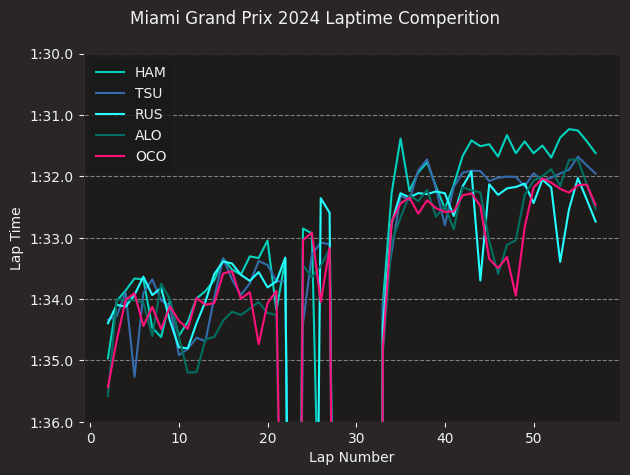 Miami Grand Prix 2024 Laptime Comperition
1:30.0
1:31.0
1:32.0
1:33.0
1:34.0
1:35.0
1:36.0
Lap Time
HAM
TSU
RUS
ALO
OCO
0 10 20 30 40 50
Lap Number